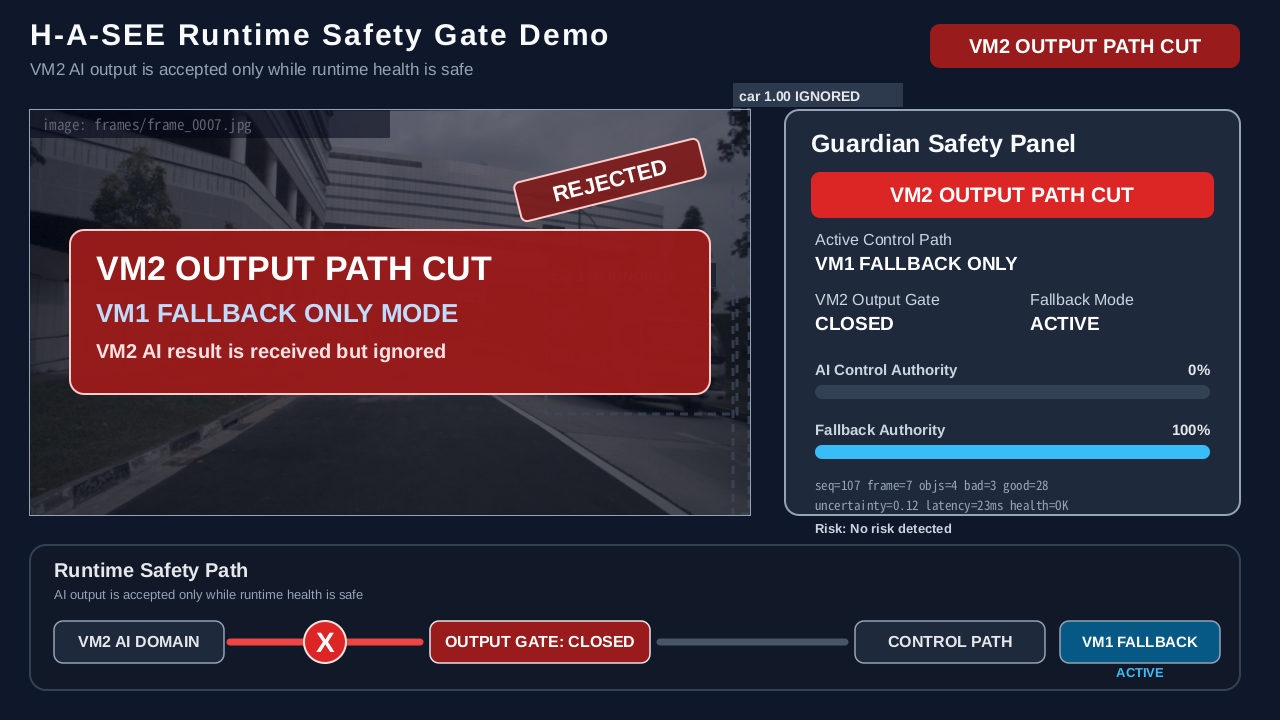 H-A-SEE Runtime Safety Gate Demo
VM2 AI output is accepted only while runtime health is safe
VM2 OUTPUT PATH CUT
car 1.00 IGNORED
image: frames/frame_0007.jpg
REJECTED
VM2 OUTPUT PATH CUT
VM1 FALLBACK ONLY MODE
VM2 AI result is received but ignored
Guardian Safety Panel
VM2 OUTPUT PATH CUT
Active Control Path
VM1 FALLBACK ONLY
VM2 Output Gate
CLOSED
Fallback Mode
ACTIVE
AI Control Authority 0%
Fallback Authority 100%
seq=107 frame=7 objs=4 bad=3 good=28
uncertainty=0.12 latency=23ms health=OK
Risk: No risk detected
Runtime Safety Path
AI output is accepted only while runtime health is safe
VM2 AI DOMAIN
X
OUTPUT GATE: CLOSED
CONTROL PATH
VM1 FALLBACK
ACTIVE